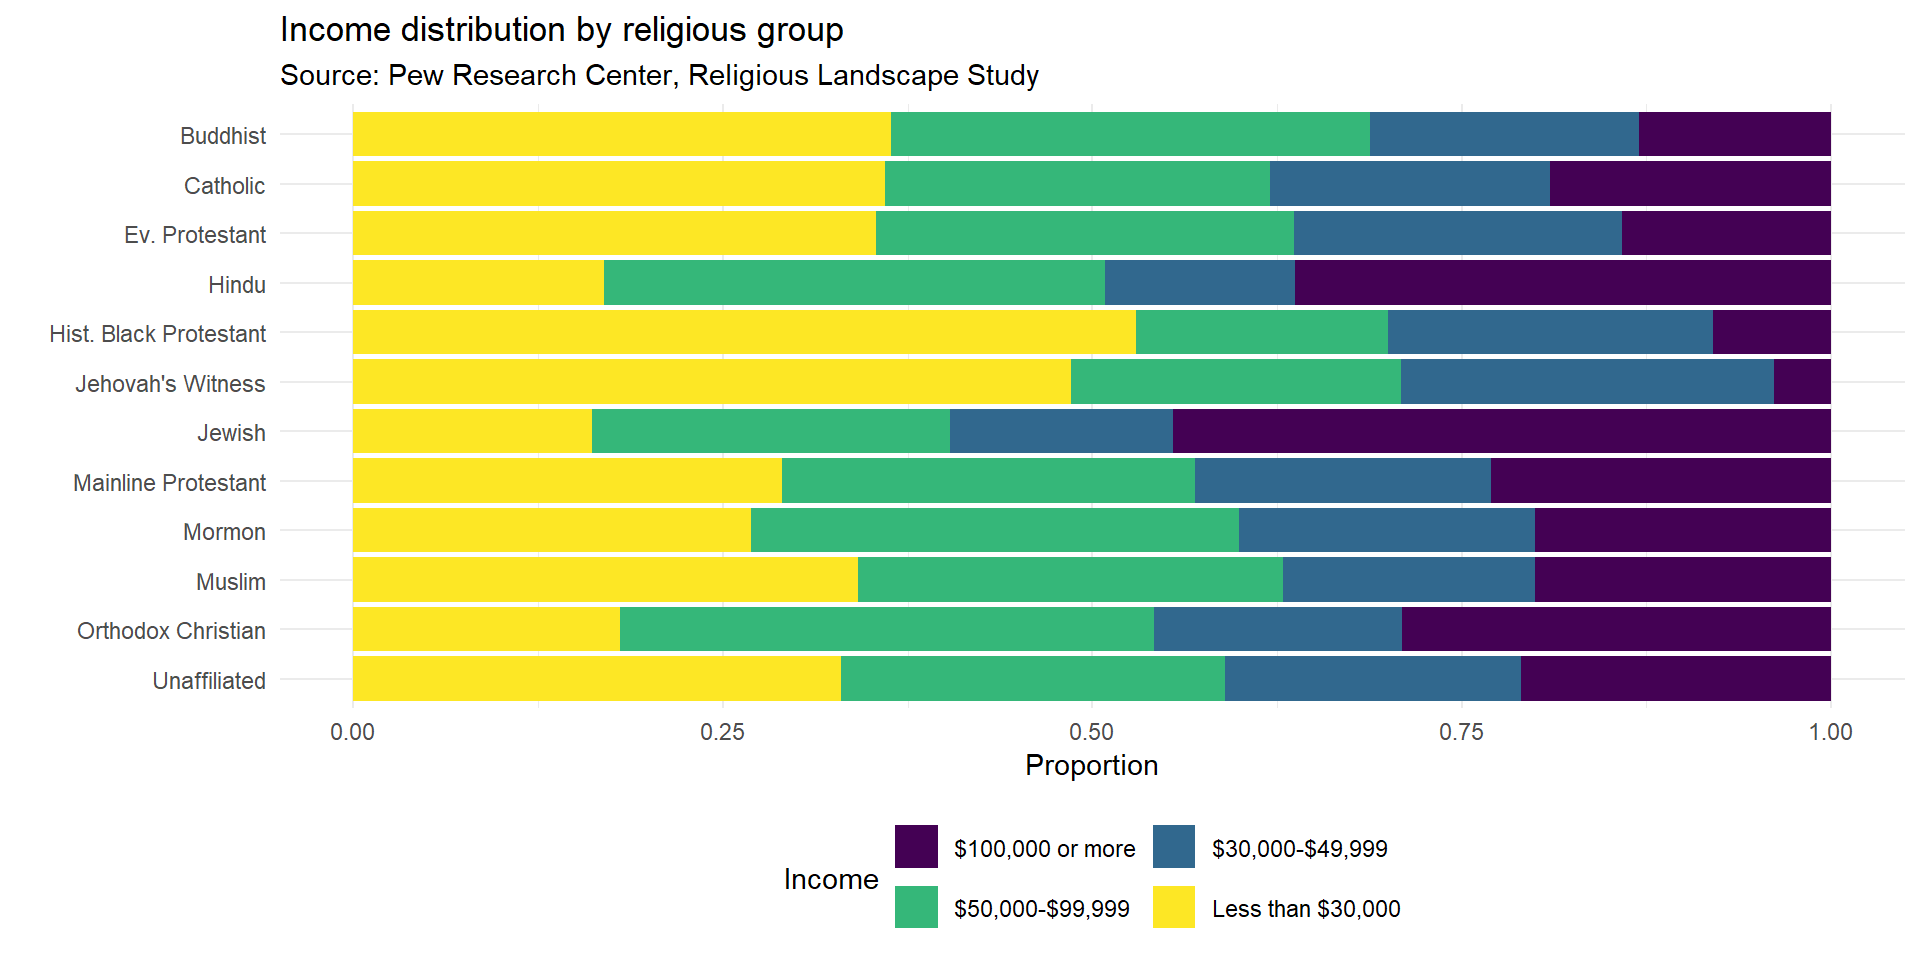 Income distribution by religious group
Source: Pew Research Center, Religious Landscape Study
Buddhist
Catholic
Ev. Protestant
Hindu
Hist. Black Protestant
Jehovah's Witness
Jewish
Mainline Protestant
Mormon
Muslim
Orthodox Christian
Unaffiliated
0.00 0.25 0.50 0.75 1.00
Proportion
Income
$100,000 or more $30,000-$49,999
$50,000-$99,999 Less than $30,000